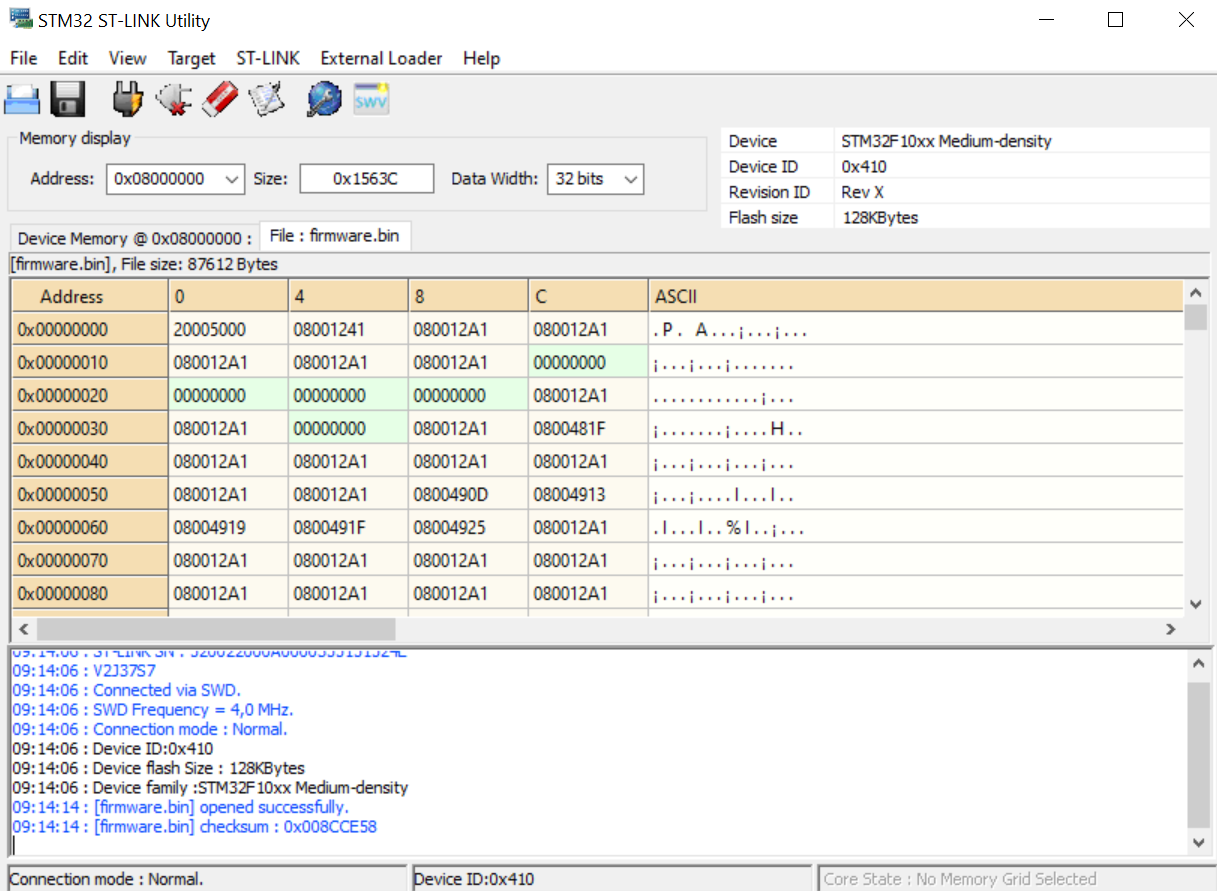 STM32 ST-LINK Utility
File Edit View Target ST-LINK External Loader Help
SWV
Memory display
Address: 0x08000000 Size: 0x1563C Data Width: 32 bits
Device STM32F10xx Medium-density
Device ID 0x410
Revision ID Rev X
Flash size 128KBytes
Device Memory @ 0x08000000 : File : firmware.bin
[firmware.bin], File size: 87612 Bytes
Address 0 4 8 C ASCII
0x00000000 20005000 08001241 080012A1 080012A1 .P. A...¡...¡...
0x00000010 080012A1 080012A1 080012A1 00000000 ¡...¡...¡.......
0x00000020 00000000 00000000 00000000 080012A1 ............¡...
0x00000030 080012A1 00000000 080012A1 0800481F ¡.......¡....H..
0x00000040 080012A1 080012A1 080012A1 080012A1 ¡...¡...¡...¡...
0x00000050 080012A1 080012A1 0800490D 08004913 ¡...¡....I...I..
0x00000060 08004919 0800491F 08004925 080012A1 .I...I..%I..¡...
0x00000070 080012A1 080012A1 080012A1 080012A1 ¡...¡...¡...¡...
0x00000080 080012A1 080012A1 080012A1 080012A1 ¡...¡...¡...¡...
09:14:06 : ST-LINK SN :
09:14:06 : V2J37S7
09:14:06 : Connected via SWD.
09:14:06 : SWD Frequency = 4,0 MHz.
09:14:06 : Connection mode : Normal.
09:14:06 : Device ID:0x410
09:14:06 : Device flash Size : 128KBytes
09:14:06 : Device family :STM32F10xx Medium-density
09:14:14 : [firmware.bin] opened successfully.
09:14:14 : [firmware.bin] checksum : 0x008CCE58
Connection mode : Normal. Device ID:0x410 Core State : No Memory Grid Selected